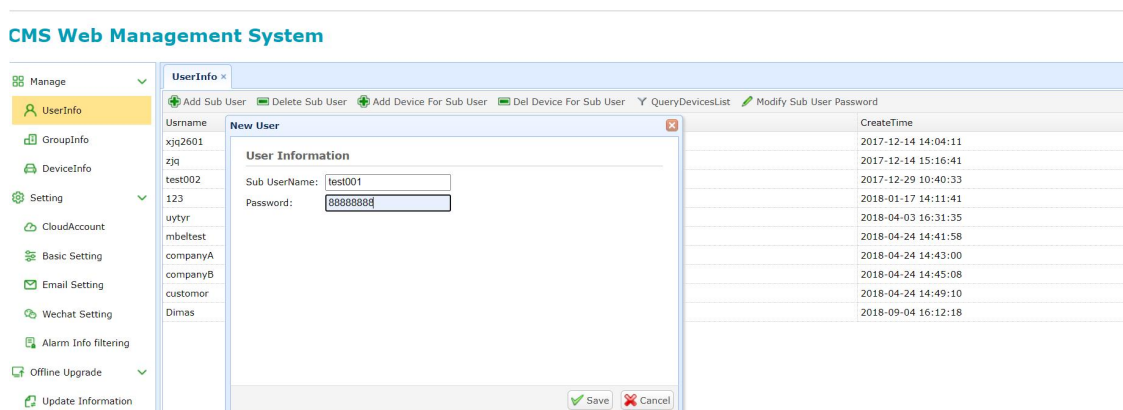 CMS Web Management System
Manage
UserInfo
GroupInfo
DeviceInfo
Setting
CloudAccount
Basic Setting
Email Setting
Wechat Setting
Alarm Info filtering
Offline Upgrade
Update Information
UserInfo ×
Add Sub User Delete Sub User Add Device For Sub User Del Device For Sub User QueryDevicesList Modify Sub User Password
Usrname CreateTime
xjq2601 2017-12-14 14:04:11
zjq 2017-12-14 15:16:41
test002 2017-12-29 10:40:33
123 2018-01-17 14:11:41
uytyr 2018-04-03 16:31:35
mbeltest 2018-04-24 14:41:58
companyA 2018-04-24 14:43:00
companyB 2018-04-24 14:45:08
customor 2018-04-24 14:49:10
Dimas 2018-09-04 16:12:18
New User
User Information
Sub UserName: test001
Password: 88888888
Save Cancel